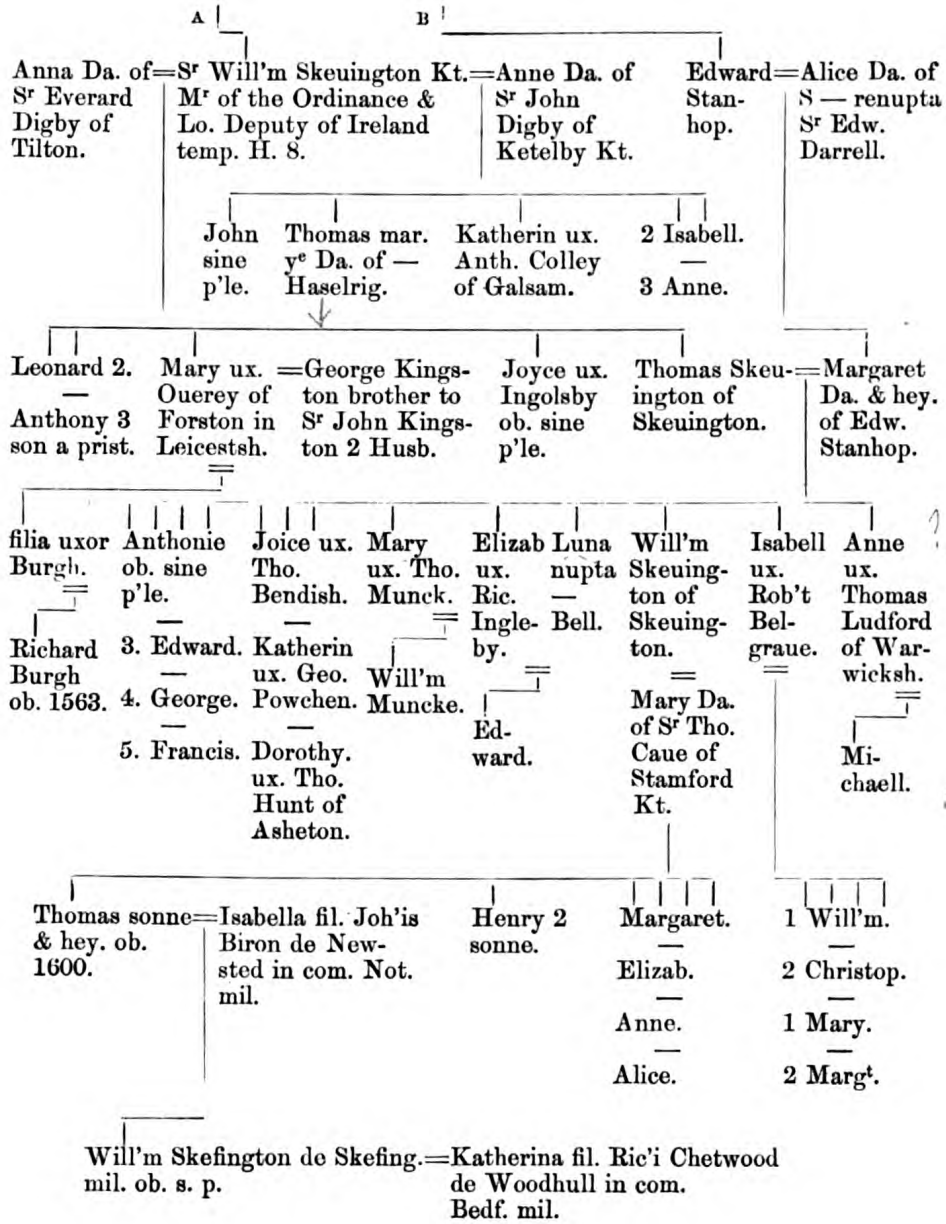 A B
Anna Da. of=Sʳ Will'm Skeuington Kt.=Anne Da. of Edward=Alice Da. of
Sʳ Everard Mʳ of the Ordinance & Sʳ John Stan- S — renupta
Digby of Lo. Deputy of Ireland Digby of hop. Sʳ Edw.
Tilton. temp. H. 8. Ketelby Kt. Darrell.
John Thomas mar. Katherin ux. 2 Isabell.
sine yᵉ Da. of — Anth. Colley —
p'le. Haselrig. of Galsam. 3 Anne.
Leonard 2. Mary ux. =George Kings- Joyce ux. Thomas Skeu-=Margaret
— Ouerey of ton brother to Ingolsby ington of Da. & hey.
Anthony 3 Forston in Sʳ John Kings- ob. sine Skeuington. of Edw.
son a prist. Leicestsh. ton 2 Husb. p'le. Stanhop.
filia uxor Anthonie Joice ux. Mary Elizab Luna Will'm Isabell Anne
Burgh. ob. sine Tho. ux. Tho. ux. nupta Skeuing- ux. ux.
p'le. Bendish. Munck. Ric. — ton of Rob't Thomas
Richard — — Ingle- Bell. Skeuing- Bel- Ludford
Burgh 3. Edward. Katherin Will'm by. ton. graue. of War-
ob. 1563. — ux. Geo. Muncke. = wicksh.
4. George. Powchen. Ed- Mary Da.
— — ward. of Sʳ Tho. Mi-
5. Francis. Dorothy. Caue of chaell.
ux. Tho. Stamford
Hunt of Kt.
Asheton.
Thomas sonne=Isabella fil. Joh'is Henry 2 Margaret. 1 Will'm.
& hey. ob. Biron de New- sonne. — —
1600. sted in com. Not. Elizab. 2 Christop.
mil. — —
Anne. 1 Mary.
— —
Alice. 2 Margᵗ.
Will'm Skefington de Skefing.=Katherina fil. Ric'i Chetwood
mil. ob. s. p. de Woodhull in com.
Bedf. mil.